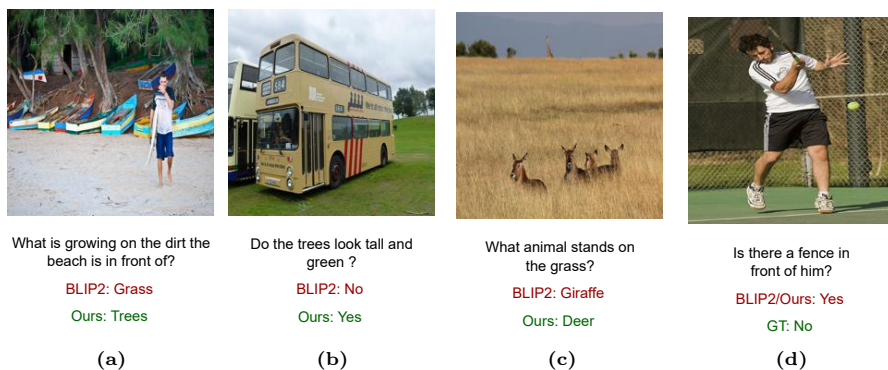 584
What is growing on the dirt the
beach is in front of?
BLIP2: Grass
Ours: Trees
(a)
Do the trees look tall and
green ?
BLIP2: No
Ours: Yes
(b)
What animal stands on
the grass?
BLIP2: Giraffe
Ours: Deer
(c)
Is there a fence in
front of him?
BLIP2/Ours: Yes
GT: No
(d)